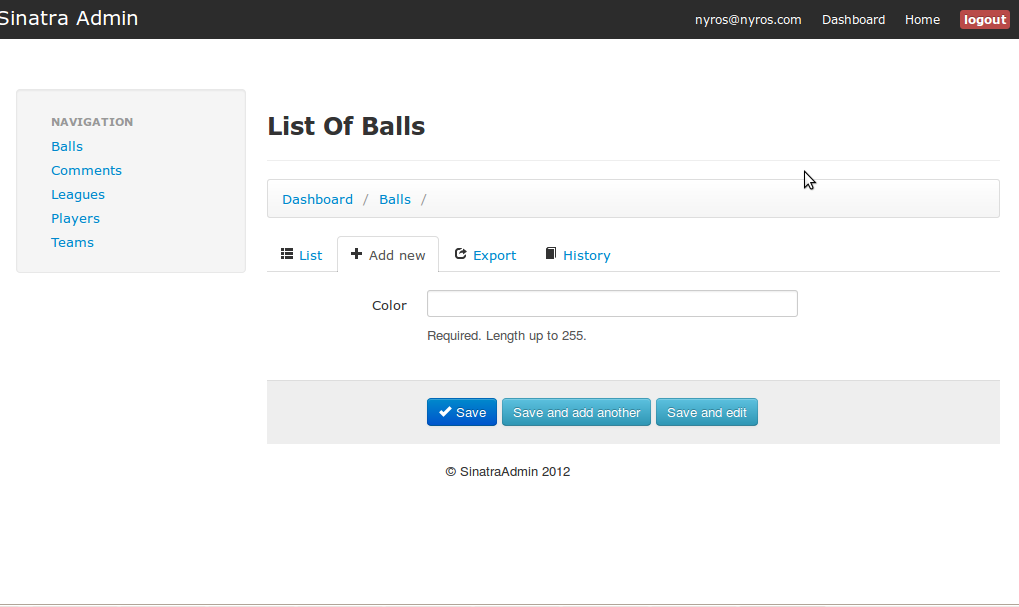 Sinatra Admin
nyros@nyros.com Dashboard Home logout
NAVIGATION
Balls
Comments
Leagues
Players
Teams
List Of Balls
Dashboard / Balls /
List Add new Export History
Color
Required. Length up to 255.
Save Save and add another Save and edit
© SinatraAdmin 2012